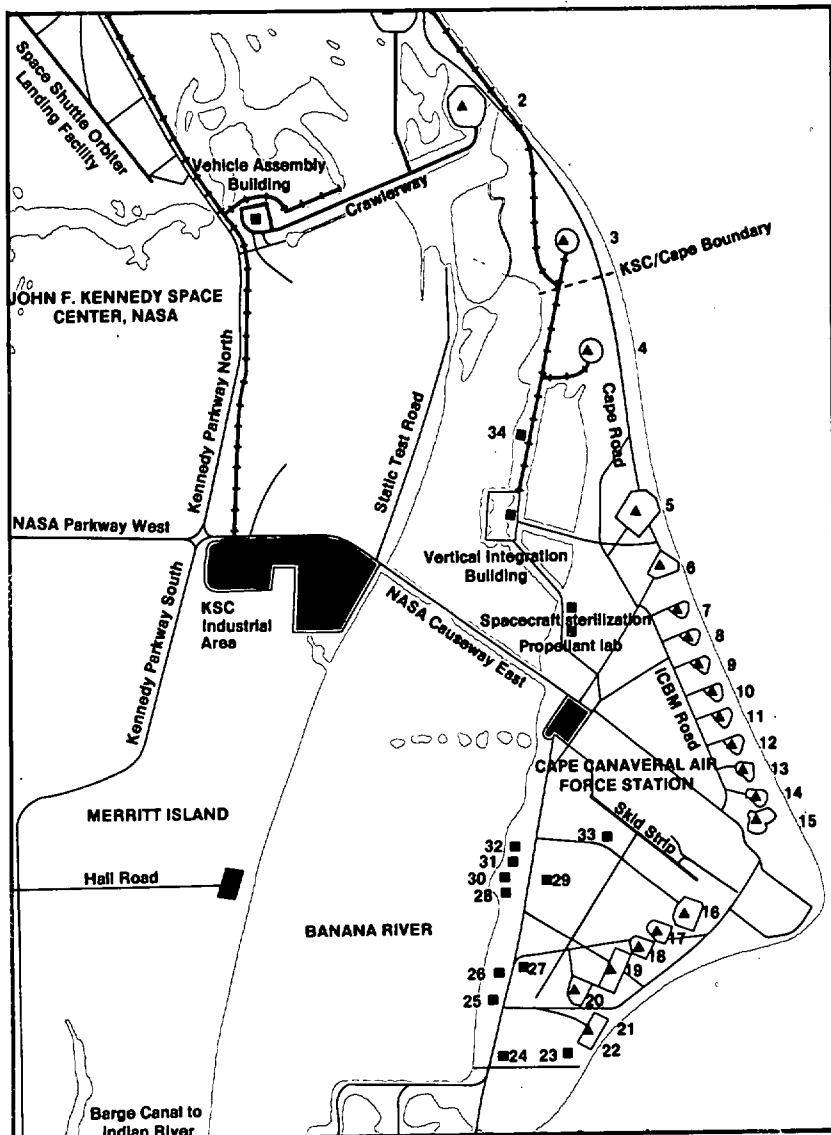 Space Shuttle Orbiter
Landing Facility
2
Vehicle Assembly
Building
Crawlerway
3
KSC/Cape Boundary
JOHN F. KENNEDY SPACE
CENTER, NASA
4
Kennedy Parkway North
Static Test Road
Cape Road
34
NASA Parkway West
5
Vertical Integration
Building
6
KSC
Industrial
Area
NASA Causeway East
Spacecraft sterilization
Propellant lab
7
8
Kennedy Parkway South
9
ICBM Road
10
11
12
CAPE CANAVERAL AIR
FORCE STATION
13
14
15
MERRITT ISLAND
Skid Strip
33
32
31
Hall Road
30
29
28
16
BANANA RIVER
17
18
26
27
19
25
20
21
22
24
23
Barge Canal to
Indian River